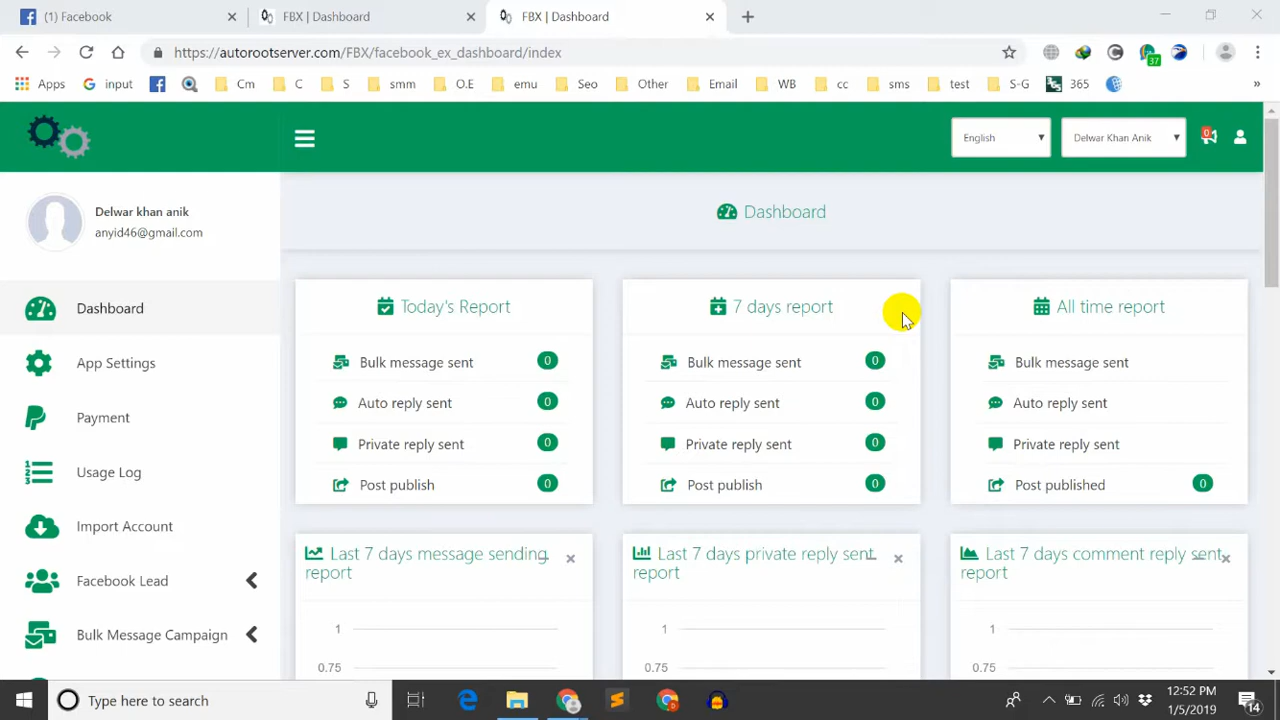 (1) Facebook
FBX | Dashboard
FBX | Dashboard
https://autorootserver.com/FBX/facebook_ex_dashboard/index
37
Apps
input
Cm
C
S
smm
O.E
emu
Seo
Other
Email
WB
cc
sms
test
S-G
365
»
English
Delwar Khan Anik
0
Delwar khan anik
anyid46@gmail.com
Dashboard
Dashboard
App Settings
Payment
Usage Log
Import Account
Facebook Lead
Bulk Message Campaign
Today's Report
Bulk message sent 0
Auto reply sent 0
Private reply sent 0
Post publish 0
7 days report
Bulk message sent 0
Auto reply sent 0
Private reply sent 0
Post publish 0
All time report
Bulk message sent
Auto reply sent
Private reply sent
Post published 0
Last 7 days message sending
report
1
0.75
Last 7 days private reply sent
report
1
0.75
Last 7 days comment reply sent
report
1
0.75
Type here to search
12:52 PM
1/5/2019
14